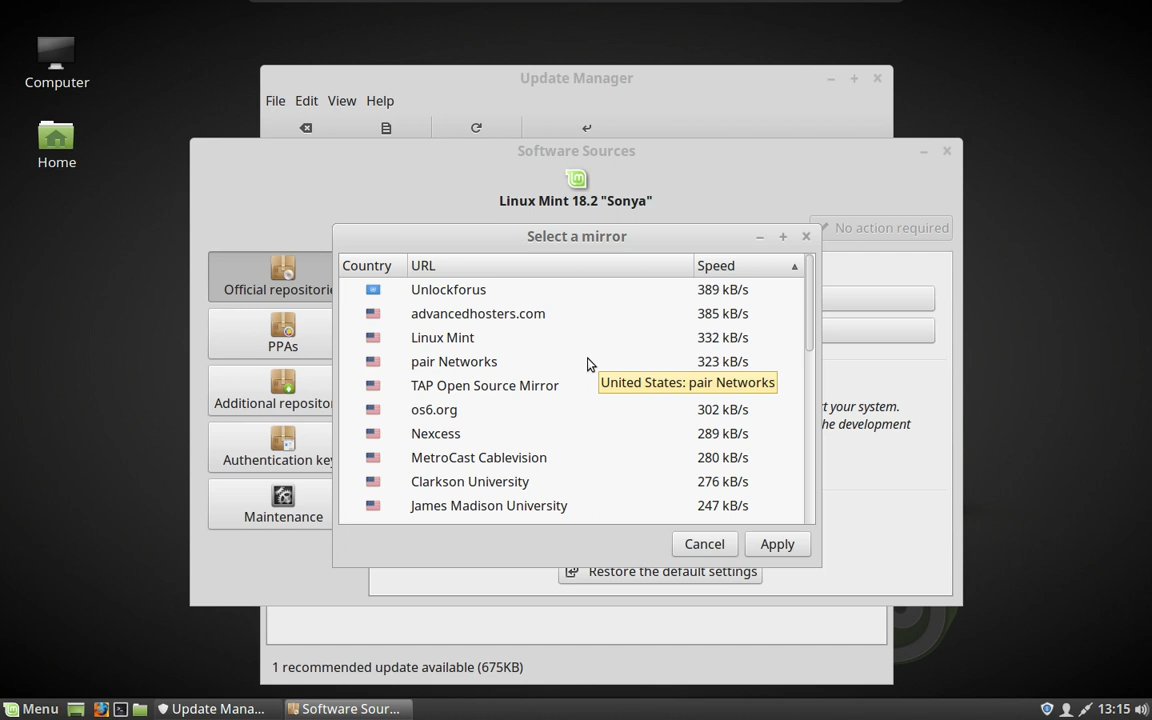 Computer
Home
Update Manager
File Edit View Help
Software Sources
Linux Mint 18.2 "Sonya"
No action required
Select a mirror
Country URL Speed
Unlockforus 389 kB/s
advancedhosters.com 385 kB/s
Linux Mint 332 kB/s
pair Networks 323 kB/s
TAP Open Source Mirror
United States: pair Networks
os6.org 302 kB/s
Nexcess 289 kB/s
MetroCast Cablevision 280 kB/s
Clarkson University 276 kB/s
James Madison University 247 kB/s
Cancel Apply
Official repositorie
PPAs
Additional reposito
Authentication key
Maintenance
t your system.
he development
Restore the default settings
1 recommended update available (675KB)
Menu Update Mana... Software Sour... 13:15